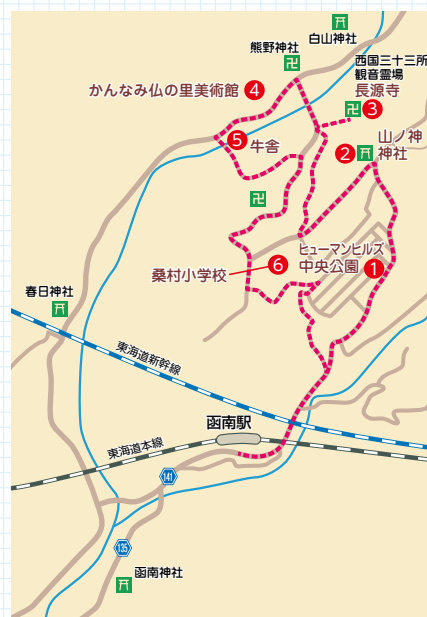 白山神社
熊野神社
西国三十三所
観音霊場
長源寺
3
かんなみ仏の里美術館 4
5 牛舎
2
山ノ神
神社
卍
ヒューマンヒルズ
中央公園 1
桑村小学校
6
春日神社
東海道新幹線
函南駅
東海道本線
141
135
函南神社